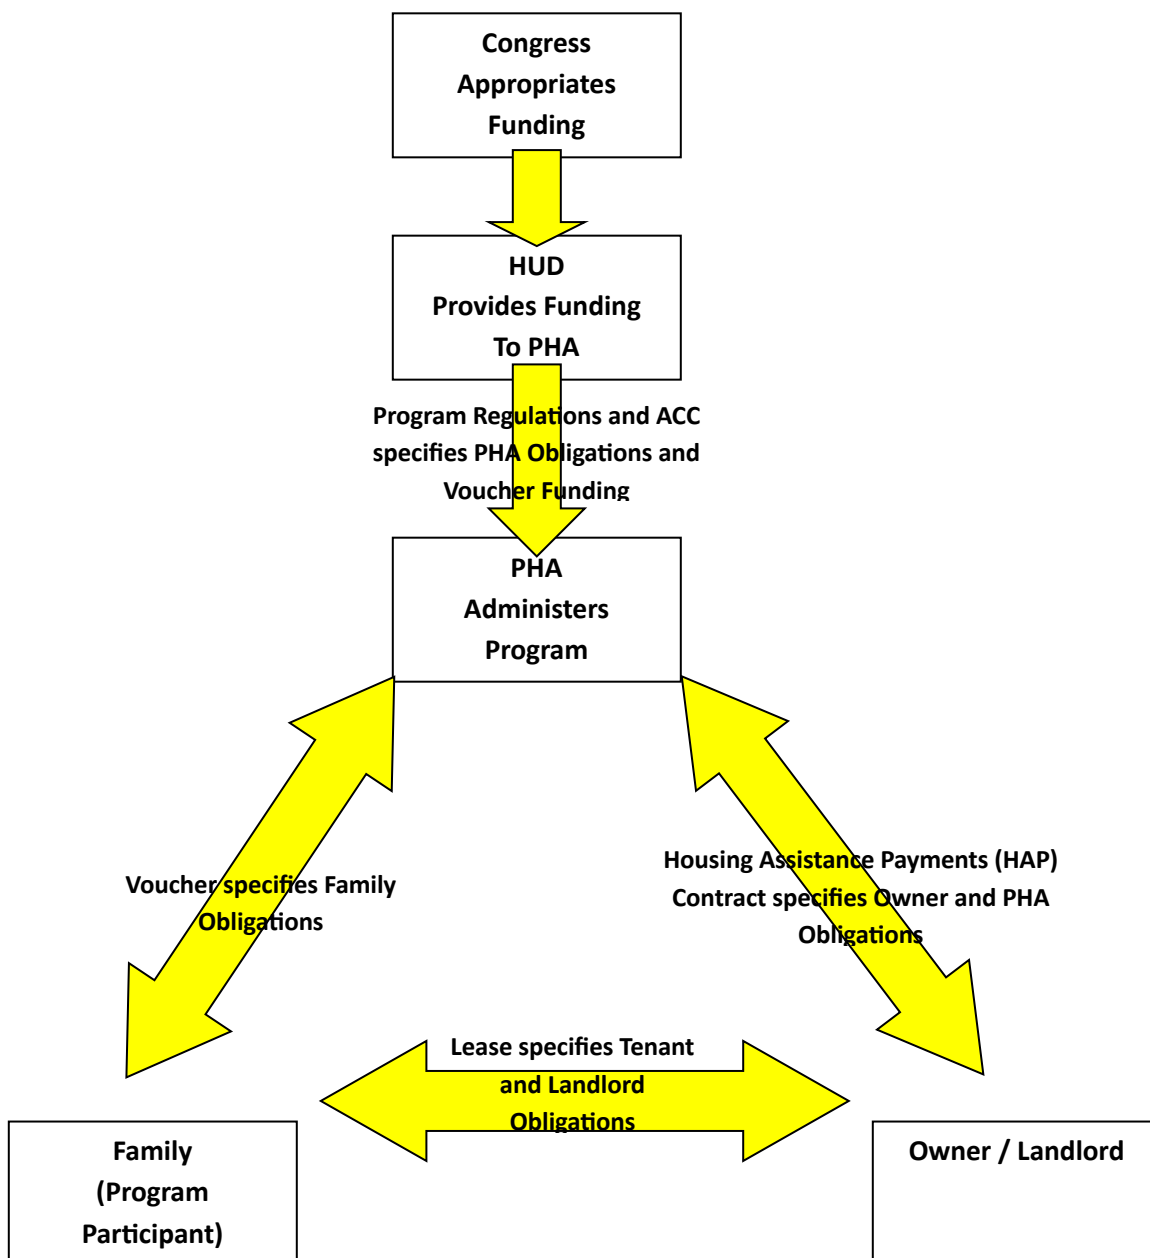 Congress
Appropriates
Funding
HUD
Provides Funding
To PHA
Program Regulations and ACC
specifies PHA Obligations and
Voucher Funding
PHA
Administers
Program
Voucher specifies Family
Obligations
Housing Assistance Payments (HAP)
Contract specifies Owner and PHA
Obligations
Lease specifies Tenant
and Landlord
Obligations
Family
(Program
Participant)
Owner / Landlord